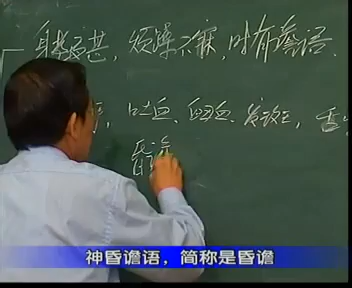 身热夜甚,烦躁不寐,时有谵语.
, 吐血, 衄血, 发斑, 舌
昏谵
神昏谵语，简称是昏谵